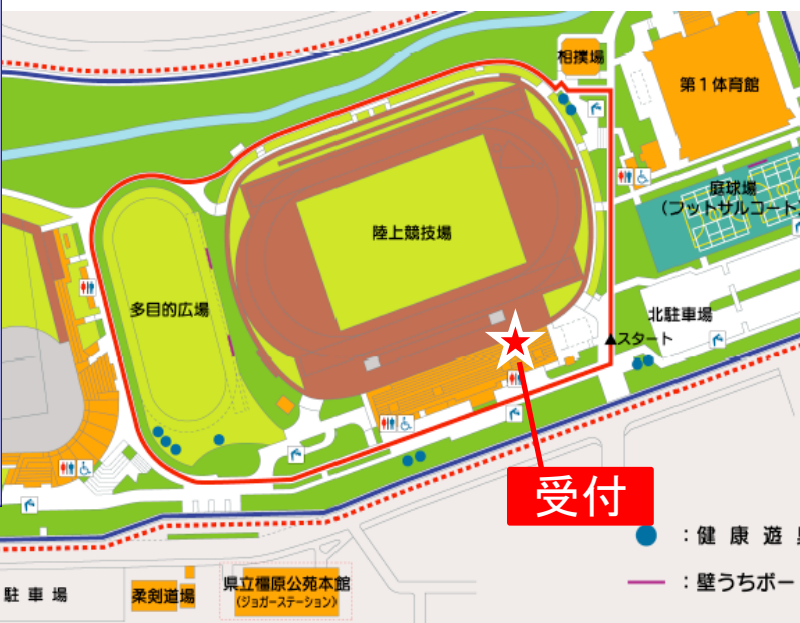 相撲場
第１体育館
庭球場
（フットサルコート
陸上競技場
多目的広場
北駐車場
▲スタート
受付
：健 康 遊
：壁うちボー
駐 車 場
柔剣道場
県立橿原公苑本館
（ジョガーステーション）